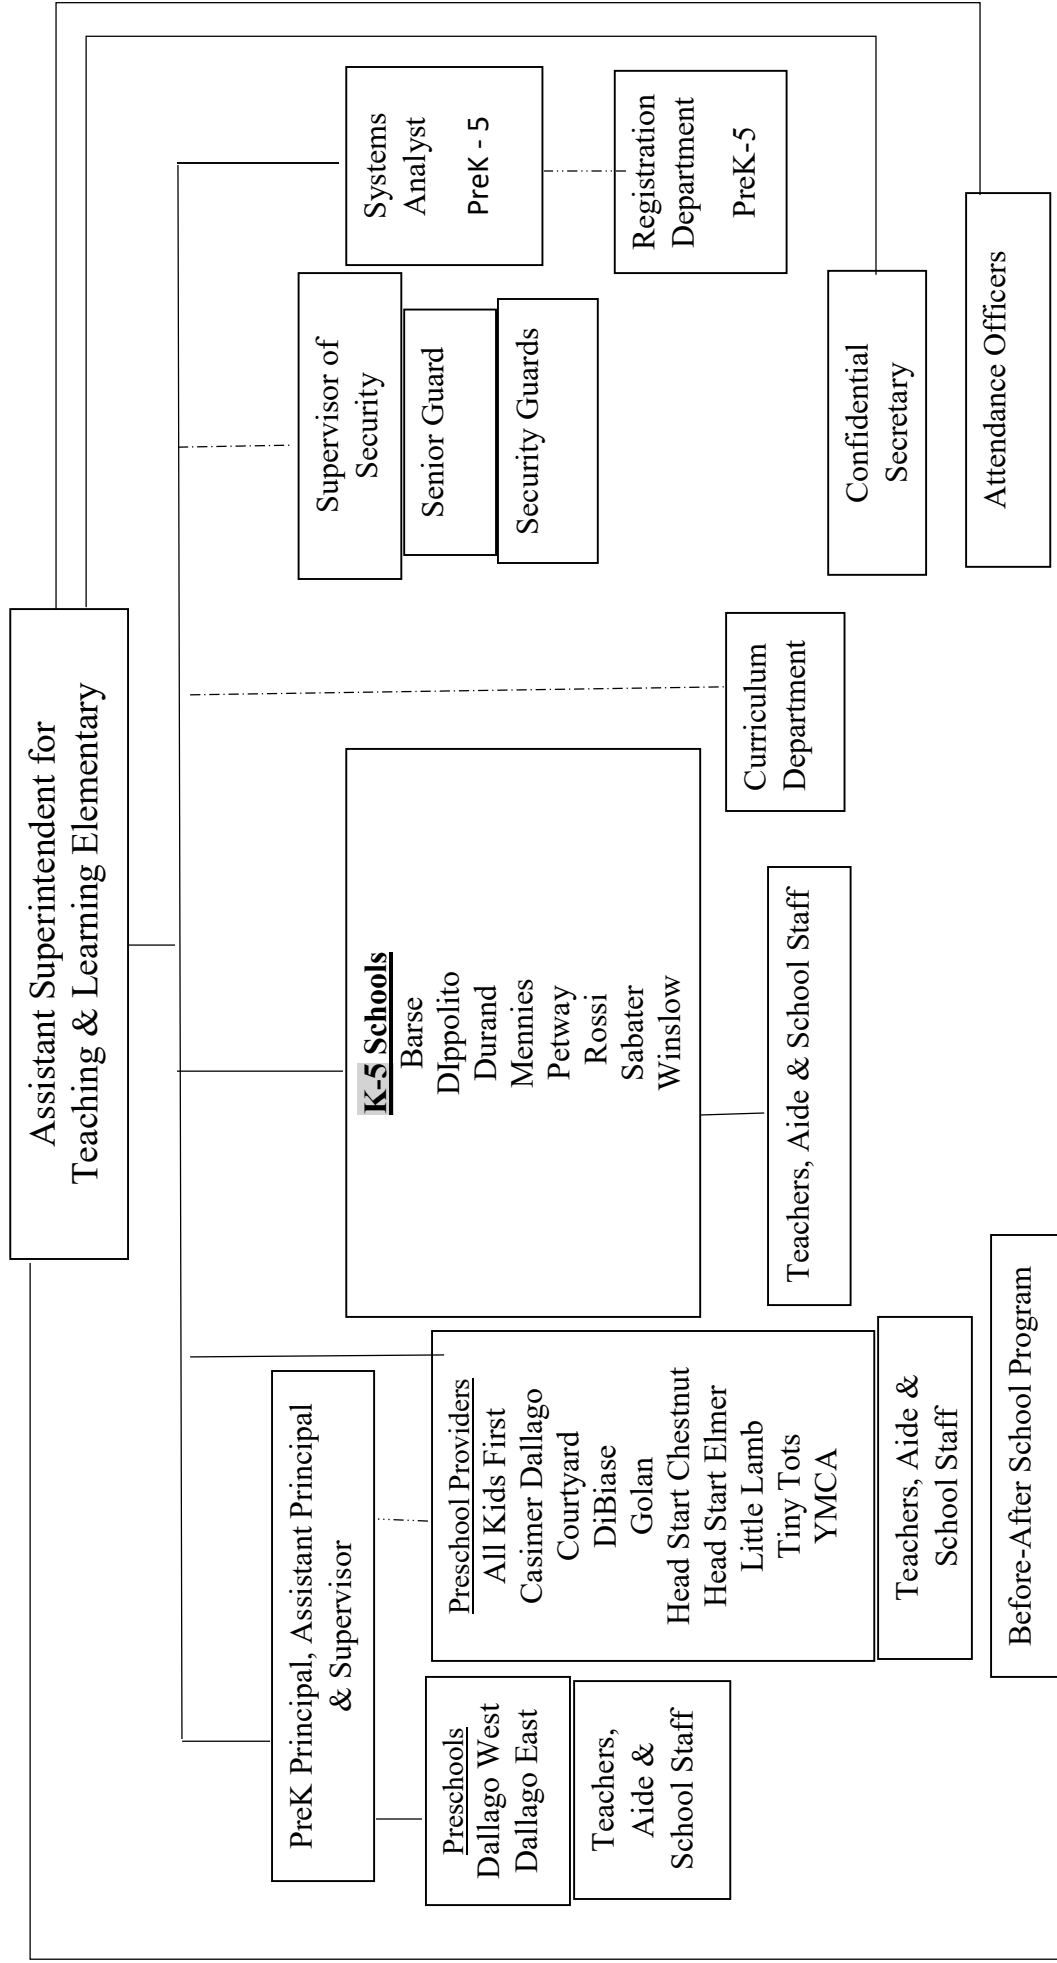 Assistant Superintendent for
Teaching & Learning Elementary
PreK Principal, Assistant Principal
& Supervisor
Preschools
Dallago West
Dallago East
Teachers,
Aide &
School Staff
Preschool Providers
All Kids First
Casimer Dallago
Courtyard
DiBiase
Golan
Head Start Chestnut
Head Start Elmer
Little Lamb
Tiny Tots
YMCA
Teachers, Aide &
School Staff
Before-After School Program
K-5 Schools
Barse
DIppolito
Durand
Mennies
Petway
Rossi
Sabater
Winslow
Teachers, Aide & School Staff
Curriculum
Department
Supervisor of
Security
Senior Guard
Security Guards
Systems
Analyst
PreK - 5
Registration
Department
PreK-5
Confidential
Secretary
Attendance Officers